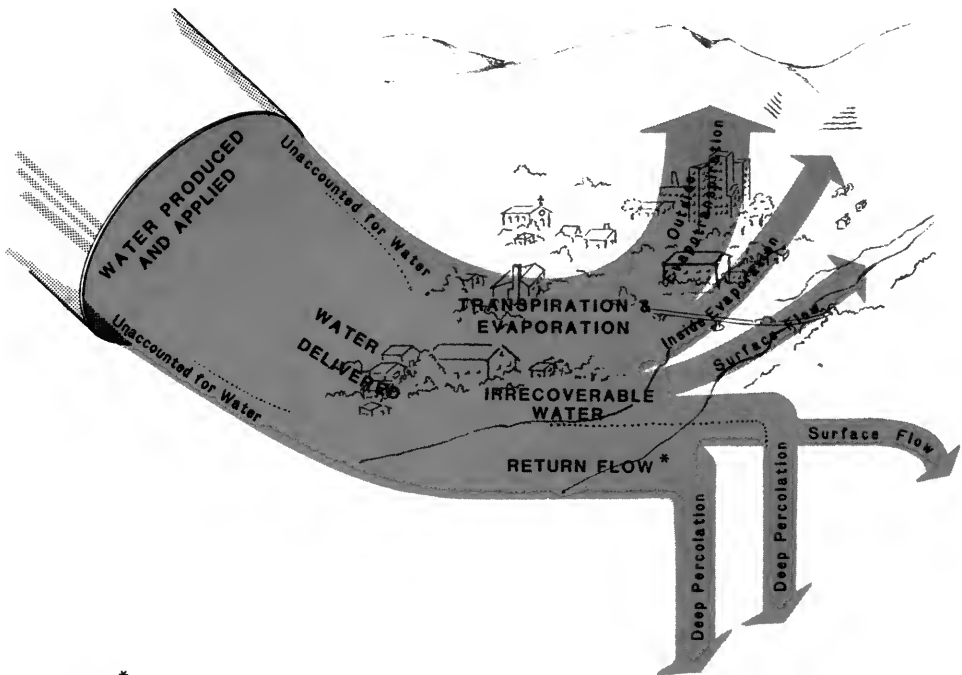 WATER PRODUCED
AND APPLIED
Unaccounted for Water
Unaccounted for Water
WATER
DELIVERED
TRANSPIRATION &
EVAPORATION
Outside
Evapotranspiration
Inside Evaporation
Surface Flow
IRRECOVERABLE
WATER
RETURN FLOW *
Surface Flow
Deep Percolation
Deep Percolation
*